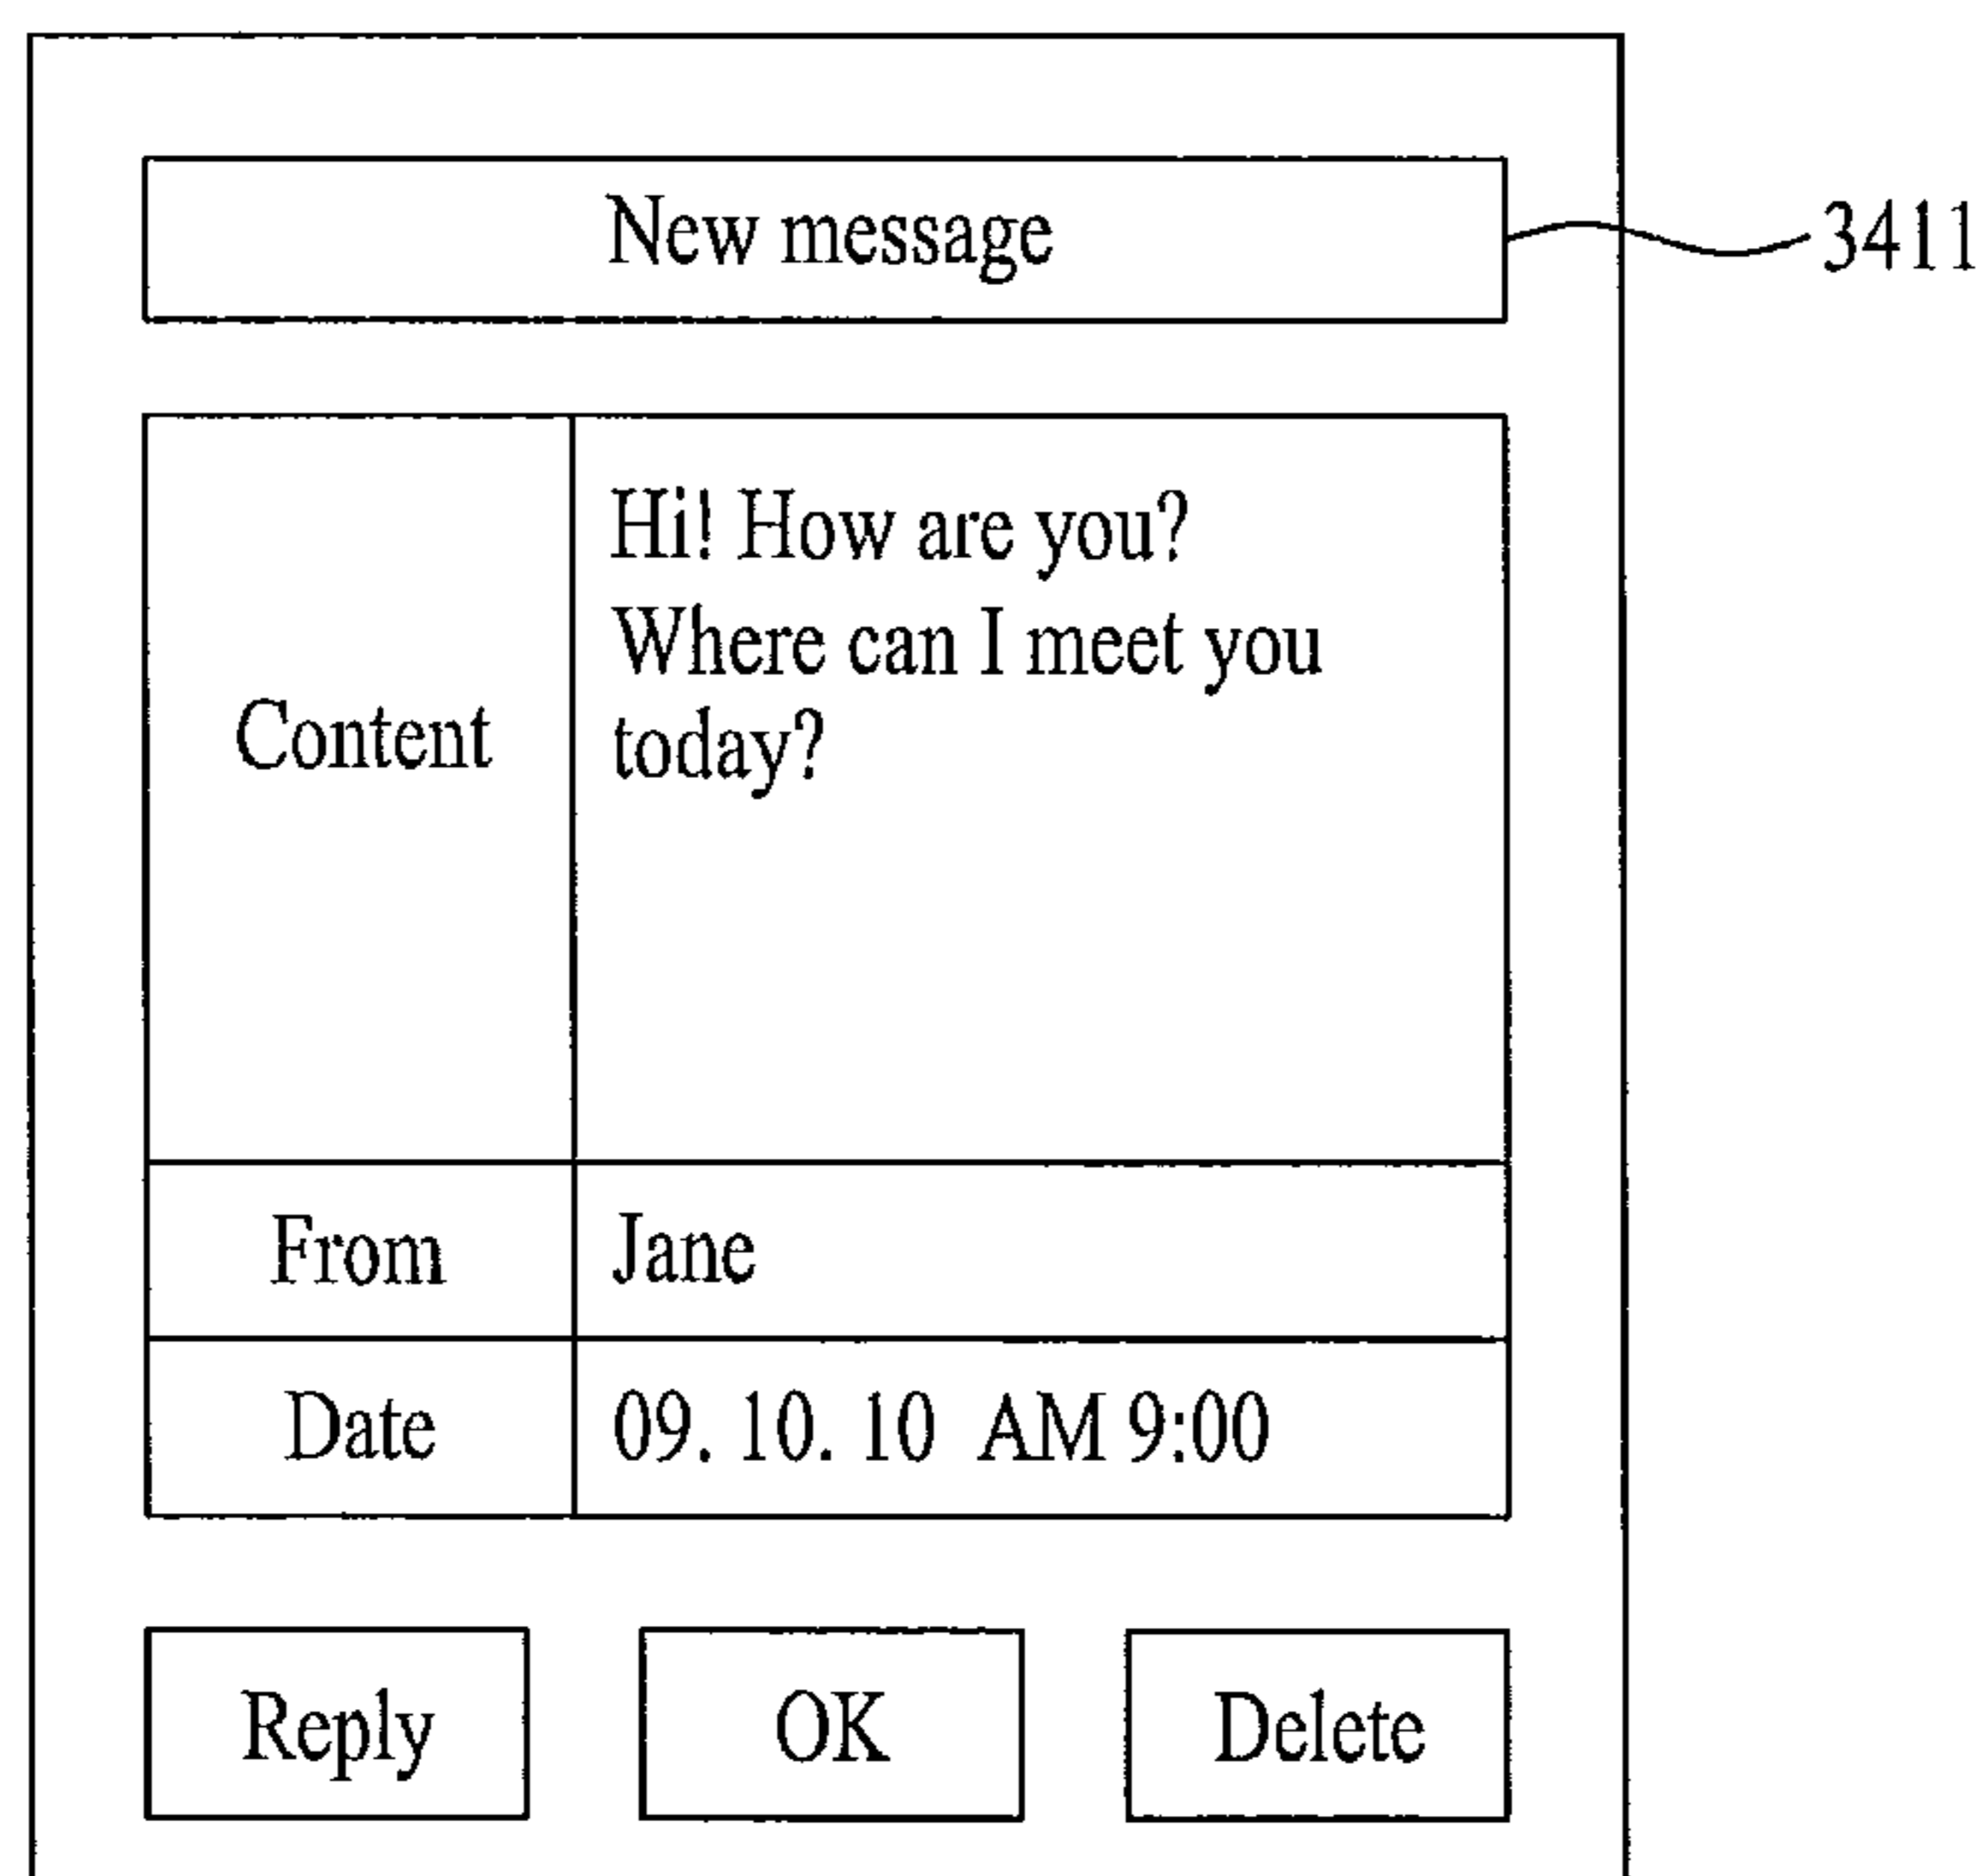 New message
3411
Content
Hi! How are you?
Where can I meet you
today?
From
Jane
Date
09. 10. 10 AM 9:00
Reply
OK
Delete